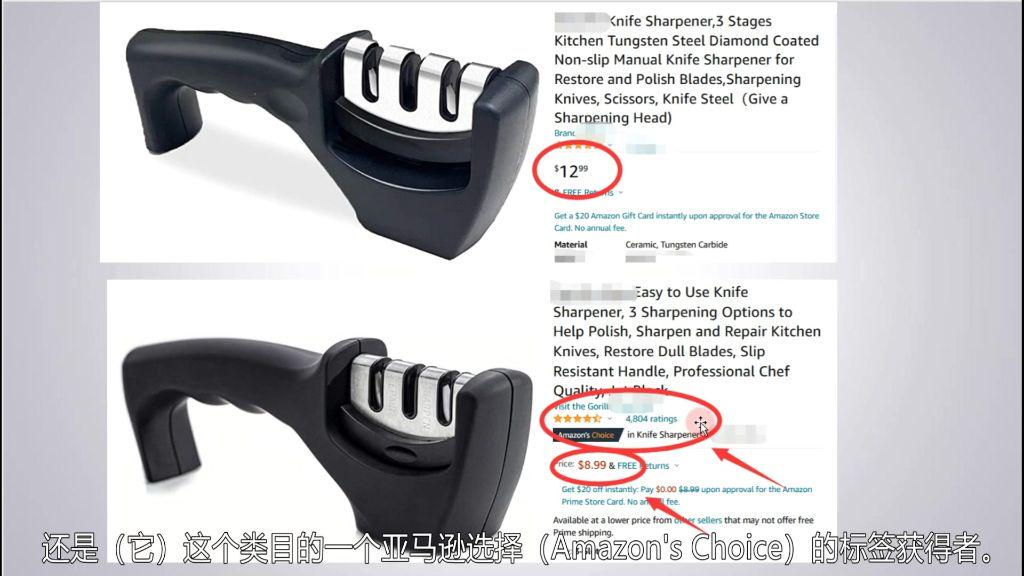 Knife Sharpener,3 Stages
Kitchen Tungsten Steel Diamond Coated
Non-slip Manual Knife Sharpener for
Restore and Polish Blades,Sharpening
Knives, Scissors, Knife Steel（Give a
Sharpening Head)
Brand
$12.99
& FREE Returns
Get a $20 Amazon Gift Card instantly upon approval for the Amazon Store
Card. No annual fee.
Material Ceramic, Tungsten Carbide
Easy to Use Knife
Sharpener, 3 Sharpening Options to
Help Polish, Sharpen and Repair Kitchen
Knives, Restore Dull Blades, Slip
Resistant Handle, Professional Chef
Quality, Jet Black
Visit the Goril
4,804 ratings
Amazon's Choice in Knife Sharpeners
Price: $8.99 & FREE Returns
Get $20 off instantly: Pay $0.00 $8.99 upon approval for the Amazon
Prime Store Card. No annual fee.
Available at a lower price from other sellers that may not offer free
Prime shipping.
还是（它）这个类目的一个亚马逊选择（Amazon's Choice）的标签获得者。